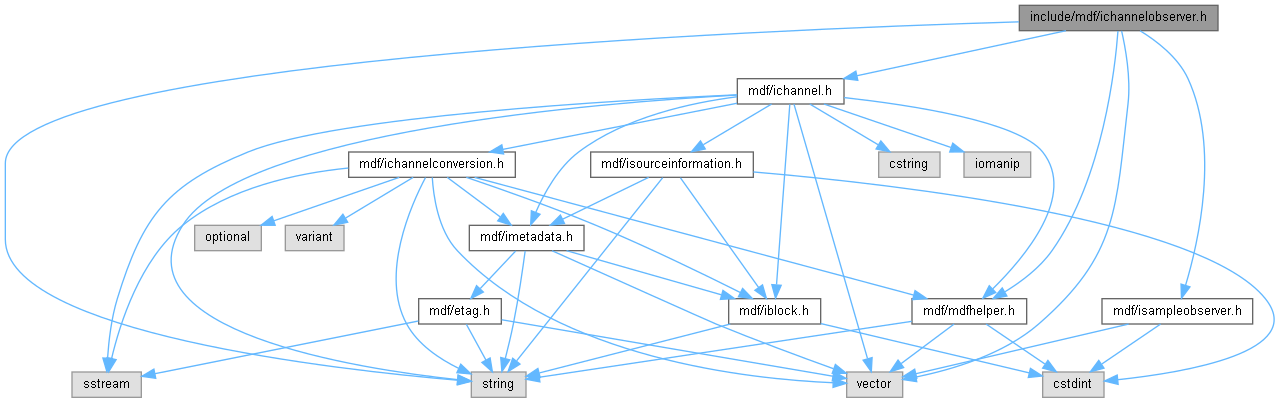 include/mdf/ichannelobserver.h
mdf/ichannel.h
mdf/ichannelconversion.h
mdf/isourceinformation.h
cstring
iomanip
optional
variant
mdf/imetadata.h
mdf/etag.h
mdf/iblock.h
mdf/mdfhelper.h
mdf/isampleobserver.h
sstream
string
vector
cstdint